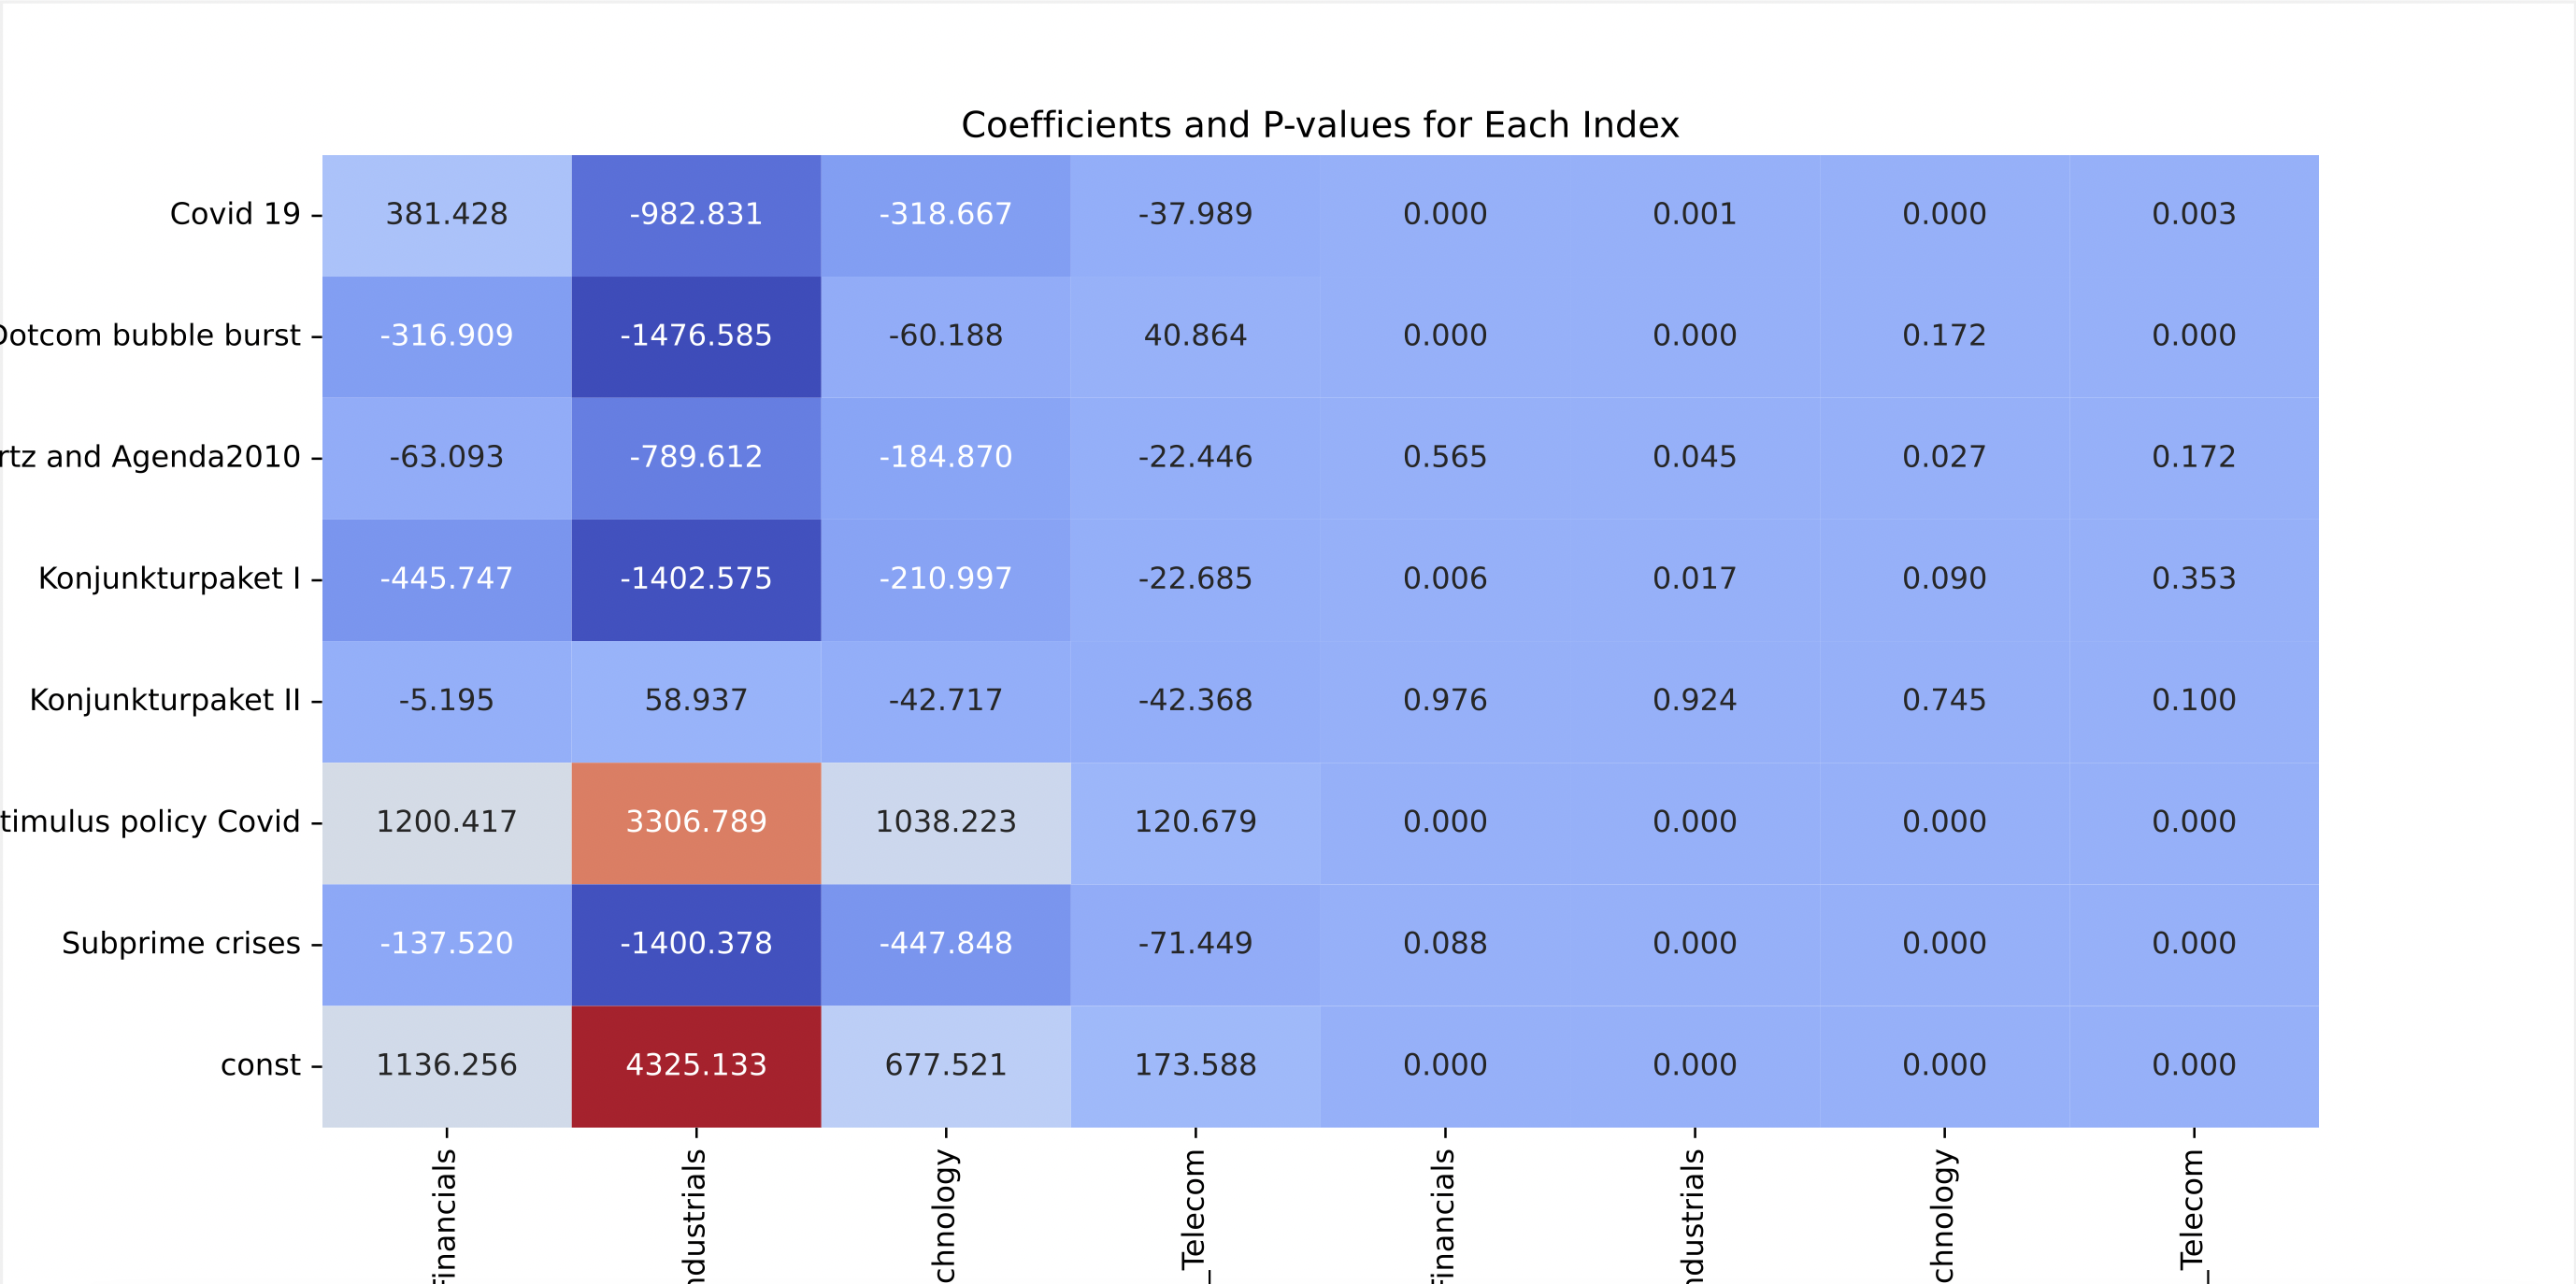 Coefficients and P-values for Each Index
Covid 19 381.428 -982.831 -318.667 -37.989 0.000 0.001 0.000 0.003
Dotcom bubble burst -316.909 -1476.585 -60.188 40.864 0.000 0.000 0.172 0.000
rtz and Agenda2010 -63.093 -789.612 -184.870 -22.446 0.565 0.045 0.027 0.172
Konjunkturpaket I -445.747 -1402.575 -210.997 -22.685 0.006 0.017 0.090 0.353
Konjunkturpaket II -5.195 58.937 -42.717 -42.368 0.976 0.924 0.745 0.100
timulus policy Covid 1200.417 3306.789 1038.223 120.679 0.000 0.000 0.000 0.000
Subprime crises -137.520 -1400.378 -447.848 -71.449 0.088 0.000 0.000 0.000
const 1136.256 4325.133 677.521 173.588 0.000 0.000 0.000 0.000
Financials
ndustrials
chnology
_Telecom
Financials
ndustrials
chnology
_Telecom